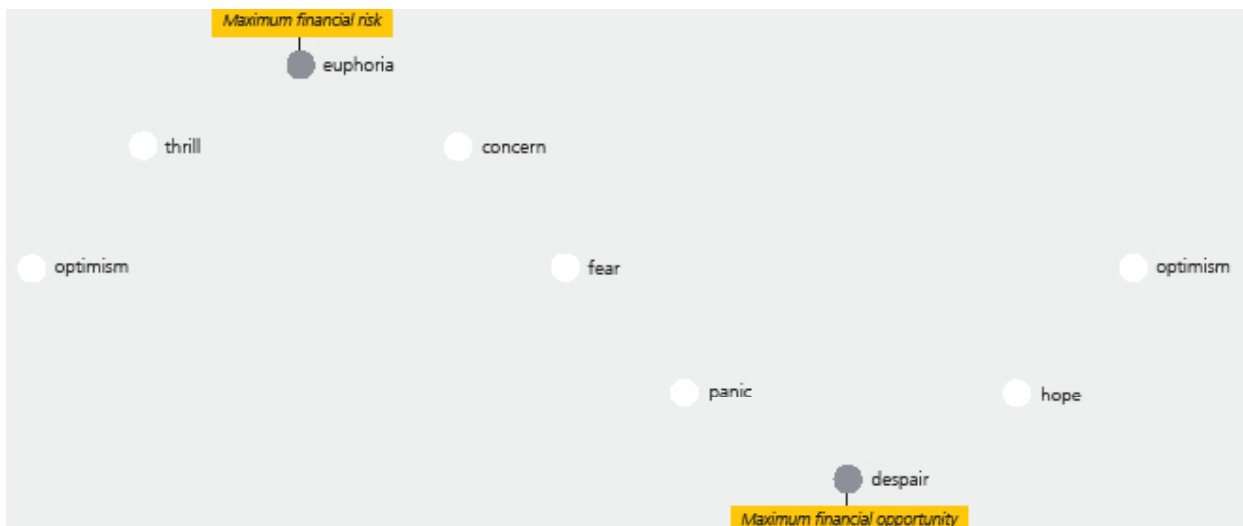 Maximum financial risk
euphoria
thrill
concern
optimism
fear
optimism
panic
hope
despair
Maximum financial opportunity